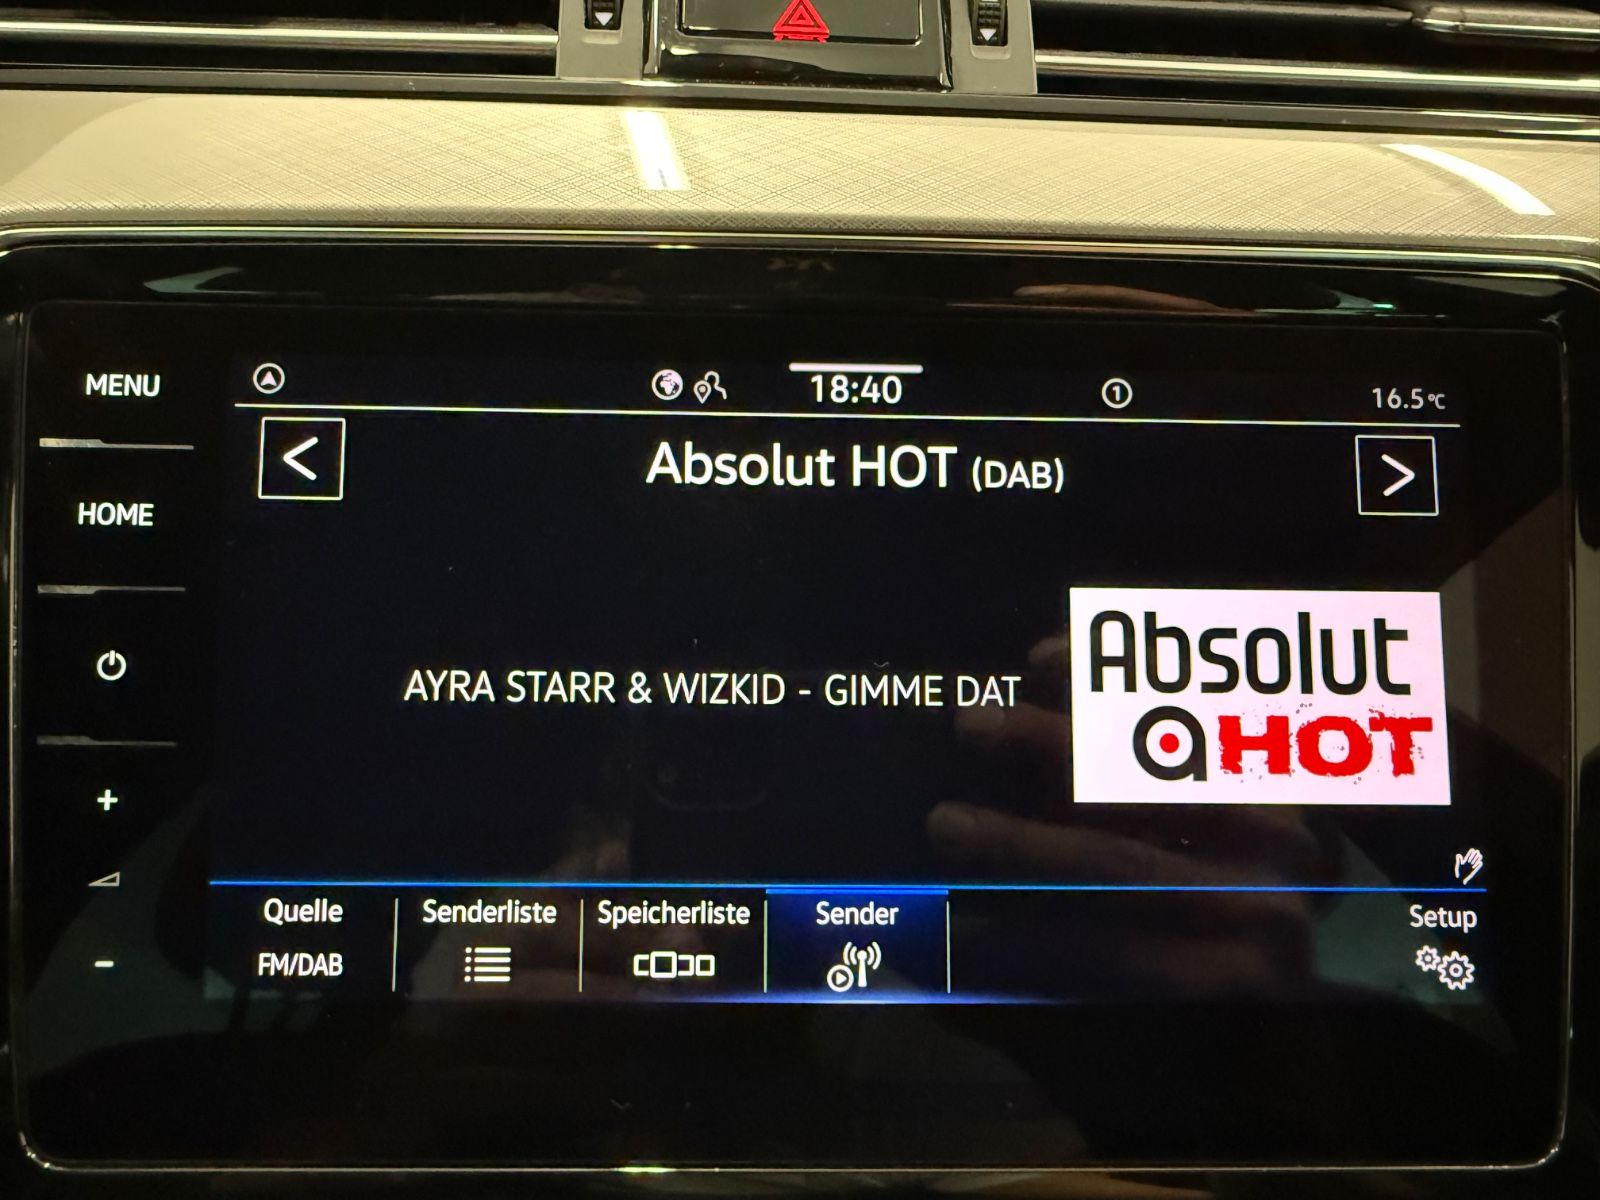 MENU
18:40
1
16.5°C
<
Absolut HOT (DAB)
>
HOME
Absolut
a HOT
AYRA STARR & WIZKID - GIMME DAT
+
-
Quelle
FM/DAB
Senderliste
Speicherliste
Sender
Setup